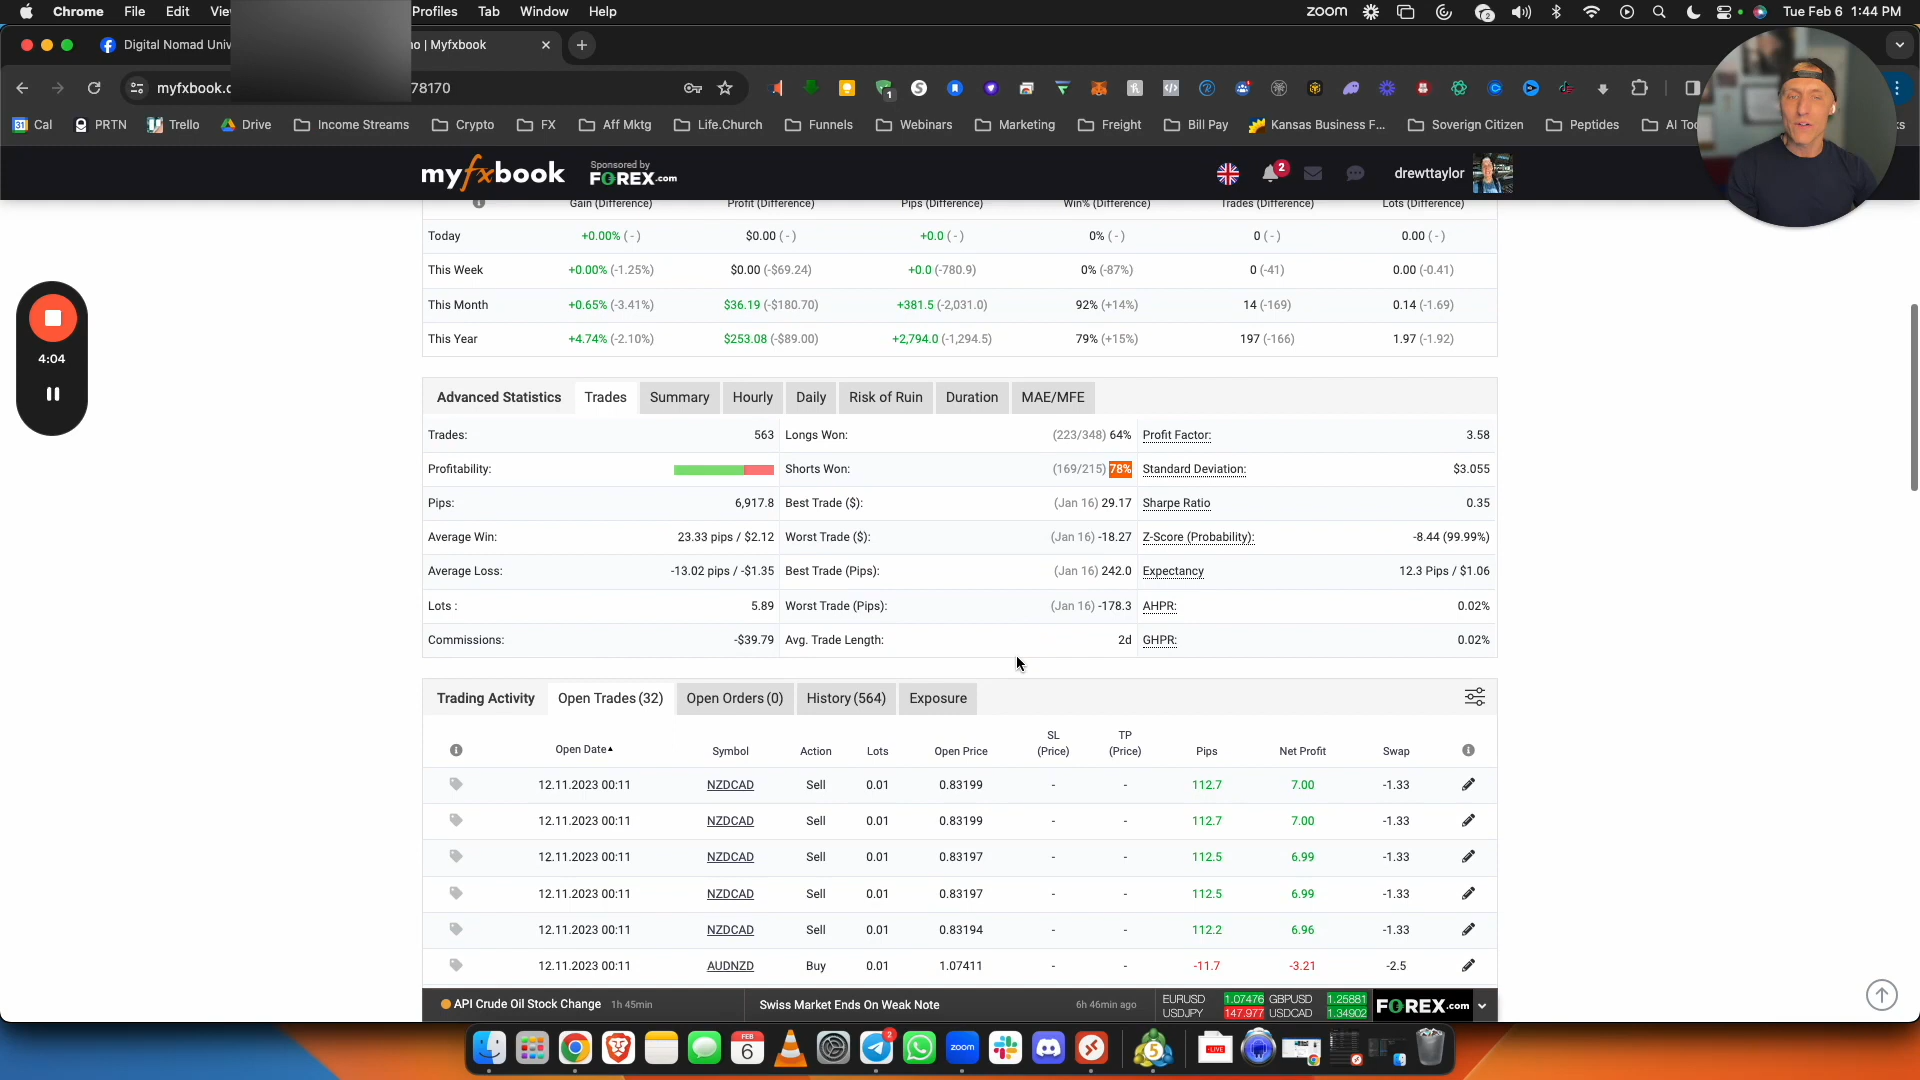 Chrome File Edit Vie Profiles Tab Window Help zoom 2 Tue Feb 6 1:44 PM
Digital Nomad Univ no | Myfxbook
myfxbook.c 78170 1
31 Cal PRTN Trello Drive Income Streams Crypto FX Aff Mktg Life.Church Funnels Webinars Marketing Freight Bill Pay Kansas Business F... Soverign Citizen Peptides AI Too ks
myfxbook Sponsored by FOREX.com 2 drewttaylor
Gain (Difference) Profit (Difference) Pips (Difference) Win% (Difference) Trades (Difference) Lots (Difference)
Today +0.00% ( - ) $0.00 ( - ) +0.0 ( - ) 0% ( - ) 0 ( - ) 0.00 ( - )
This Week +0.00% (-1.25%) $0.00 (-$69.24) +0.0 (-780.9) 0% (-87%) 0 (-41) 0.00 (-0.41)
This Month +0.65% (-3.41%) $36.19 (-$180.70) +381.5 (-2,031.0) 92% (+14%) 14 (-169) 0.14 (-1.69)
This Year +4.74% (-2.10%) $253.08 (-$89.00) +2,794.0 (-1,294.5) 79% (+15%) 197 (-166) 1.97 (-1.92)
4:04
Advanced Statistics Trades Summary Hourly Daily Risk of Ruin Duration MAE/MFE
Trades: 563 Longs Won: (223/348) 64% Profit Factor: 3.58
Profitability: Shorts Won: (169/215) 78% Standard Deviation: $3.055
Pips: 6,917.8 Best Trade ($): (Jan 16) 29.17 Sharpe Ratio 0.35
Average Win: 23.33 pips / $2.12 Worst Trade ($): (Jan 16) -18.27 Z-Score (Probability): -8.44 (99.99%)
Average Loss: -13.02 pips / -$1.35 Best Trade (Pips): (Jan 16) 242.0 Expectancy 12.3 Pips / $1.06
Lots : 5.89 Worst Trade (Pips): (Jan 16) -178.3 AHPR: 0.02%
Commissions: -$39.79 Avg. Trade Length: 2d GHPR: 0.02%
Trading Activity Open Trades (32) Open Orders (0) History (564) Exposure
Open Date Symbol Action Lots Open Price SL (Price) TP (Price) Pips Net Profit Swap
12.11.2023 00:11 NZDCAD Sell 0.01 0.83199 - - 112.7 7.00 -1.33
12.11.2023 00:11 NZDCAD Sell 0.01 0.83199 - - 112.7 7.00 -1.33
12.11.2023 00:11 NZDCAD Sell 0.01 0.83197 - - 112.5 6.99 -1.33
12.11.2023 00:11 NZDCAD Sell 0.01 0.83197 - - 112.5 6.99 -1.33
12.11.2023 00:11 NZDCAD Sell 0.01 0.83194 - - 112.2 6.96 -1.33
12.11.2023 00:11 AUDNZD Buy 0.01 1.07411 - - -11.7 -3.21 -2.5
API Crude Oil Stock Change 1h 45min Swiss Market Ends On Weak Note 6h 46min ago EURUSD 1.07476 GBPUSD 1.25881 FOREX.com
USDJPY 147.977 USDCAD 1.34902
FEB 6 2 zoom 5 LIVE